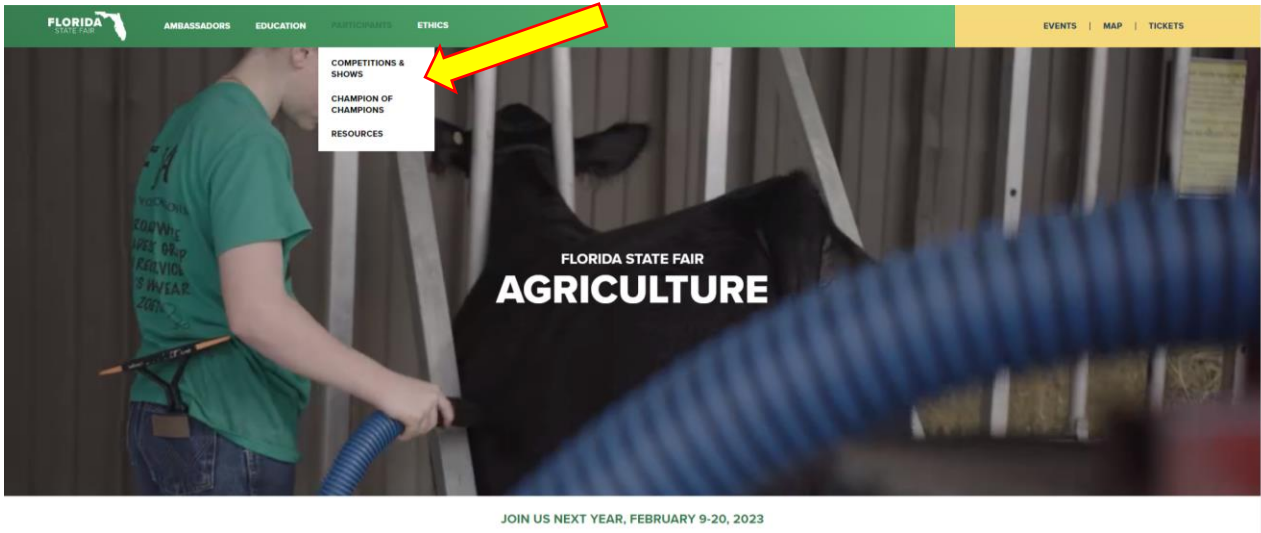 FLORIDA
STATE FAIR
AMBASSADORS EDUCATION PARTICIPANTS ETHICS
EVENTS | MAP | TICKETS
COMPETITIONS &
SHOWS
CHAMPION OF
CHAMPIONS
RESOURCES
FLORIDA STATE FAIR
AGRICULTURE
JOIN US NEXT YEAR, FEBRUARY 9-20, 2023